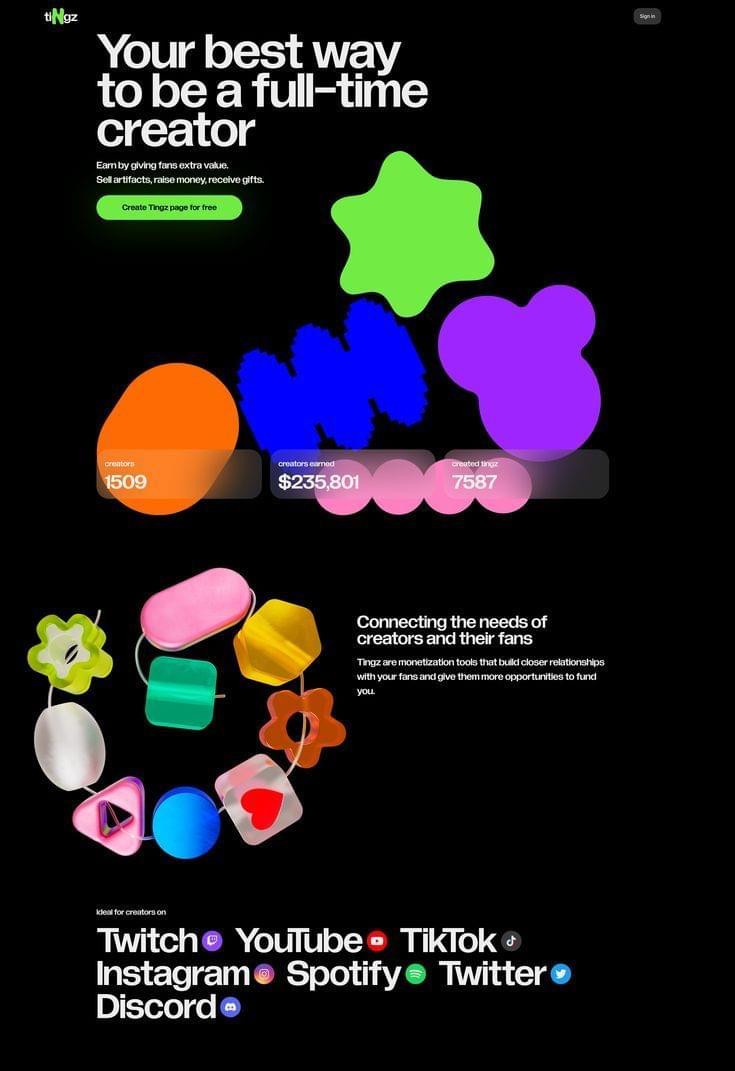 tiNgz
Sign in
Your best way
to be a full-time
creator
Earn by giving fans extra value.
Sell artifacts, raise money, receive gifts.
Create Tingz page for free
creators
1509
creators earned
$235,801
created tingz
7587
Connecting the needs of
creators and their fans
Tingz are monetization tools that build closer relationships
with your fans and give them more opportunities to fund
you.
Ideal for creators on
Twitch YouTube TikTok
Instagram Spotify Twitter
Discord